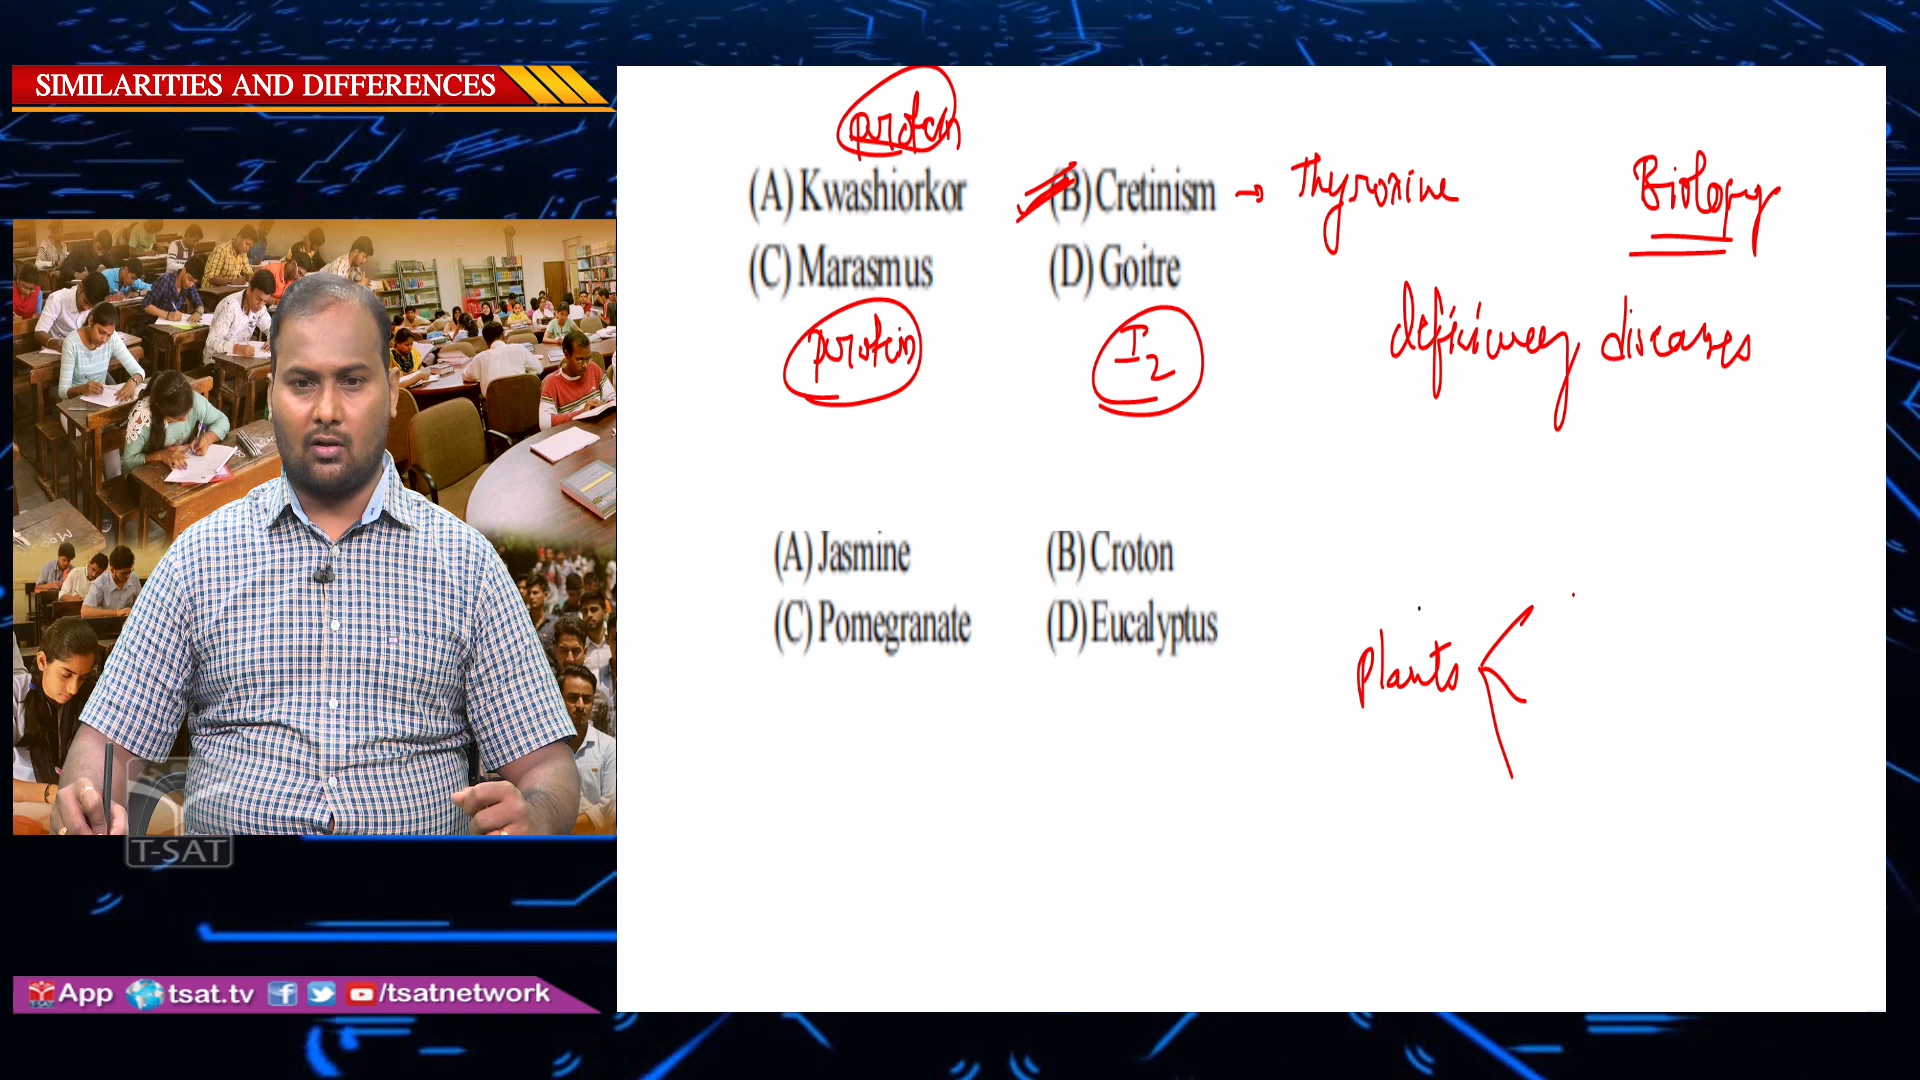 SIMILARITIES AND DIFFERENCES
protein
(A) Kwashiorkor (B) Cretinism → Thyroxine Biology
(C) Marasmus (D) Goitre
protein I2 deficiency diseases
(A) Jasmine (B) Croton
(C) Pomegranate (D) Eucalyptus
plants
T-SAT
App tsat.tv /tsatnetwork